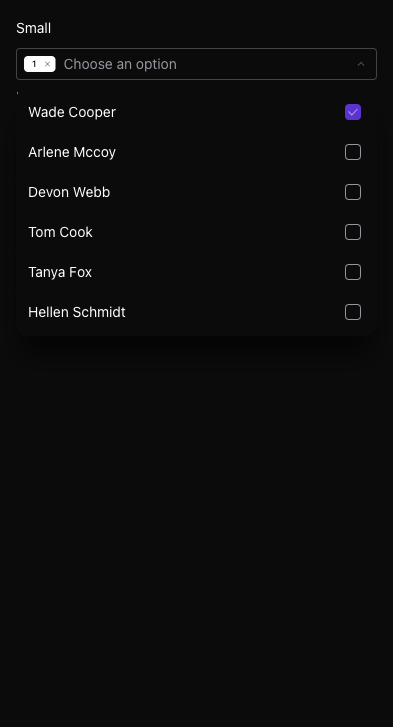 Small
1 Choose an option
Wade Cooper
Arlene Mccoy
Devon Webb
Tom Cook
Tanya Fox
Hellen Schmidt